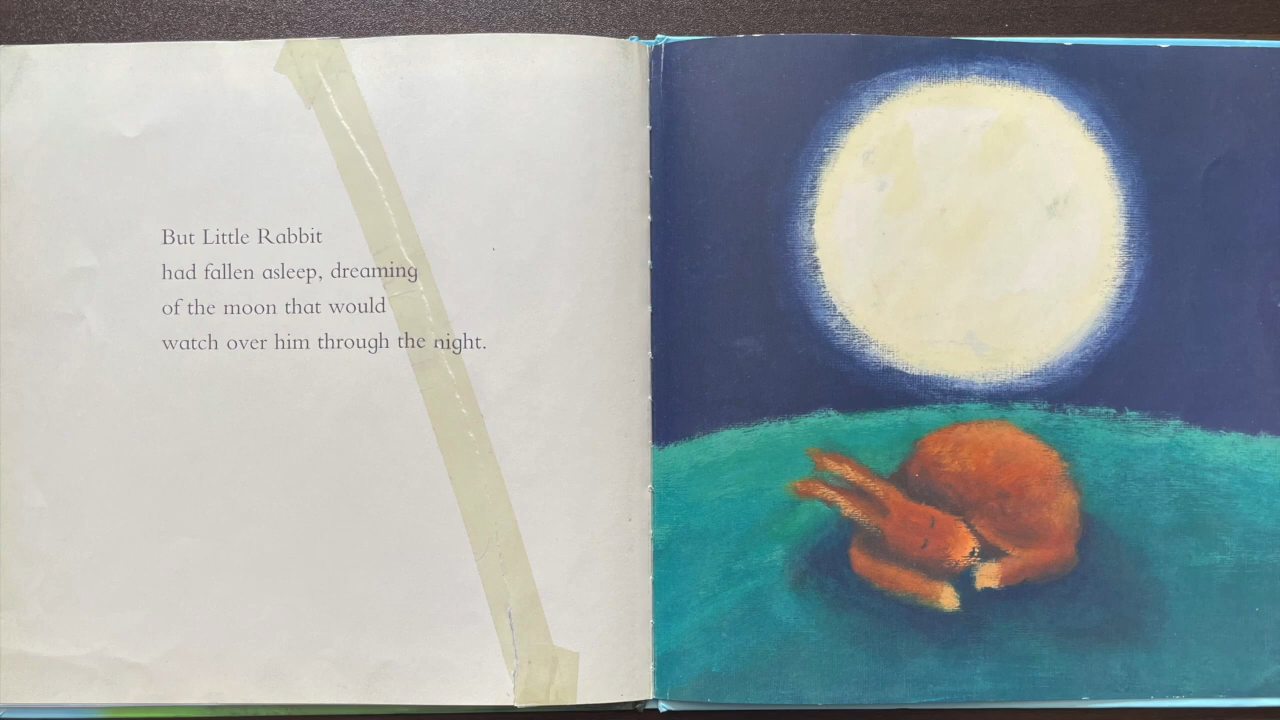 But Little Rabbit
had fallen asleep, dreaming
of the moon that would
watch over him through the night.